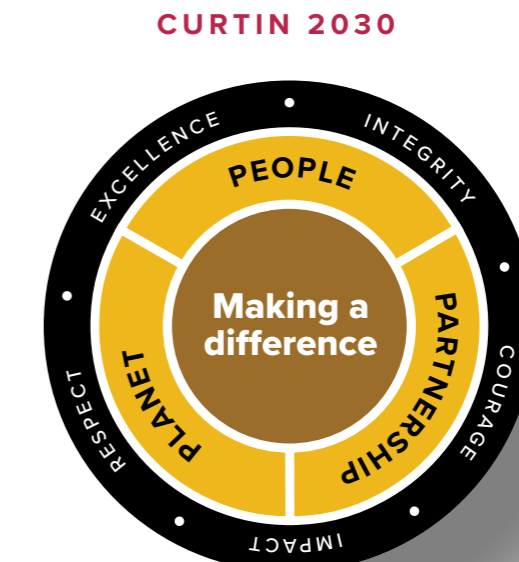 CURTIN 2030
EXCELLENCE
INTEGRITY
COURAGE
IMPACT
RESPECT
PEOPLE
PARTNERSHIP
PLANET
Making a
difference